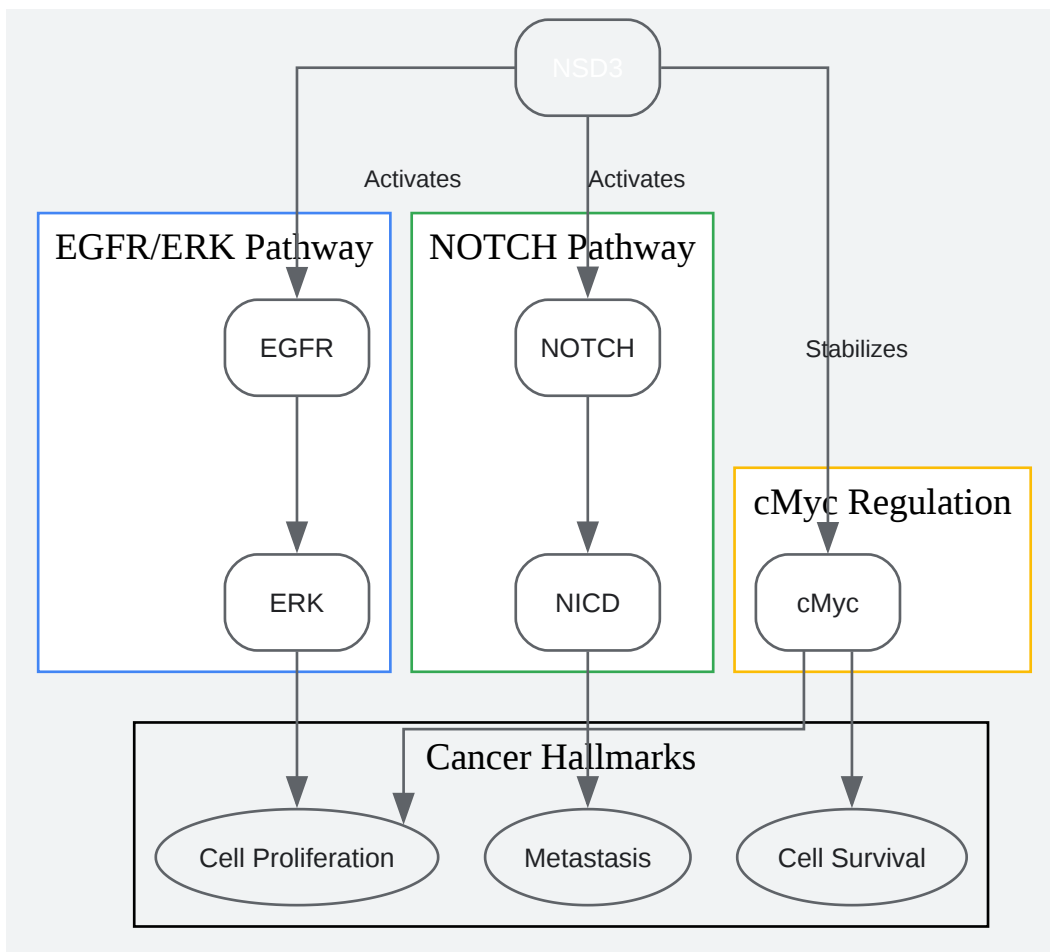 NSD3
Activates
Activates
EGFR/ERK Pathway
NOTCH Pathway
EGFR
NOTCH
Stabilizes
cMyc Regulation
ERK
NICD
cMyc
Cancer Hallmarks
Cell Proliferation
Metastasis
Cell Survival